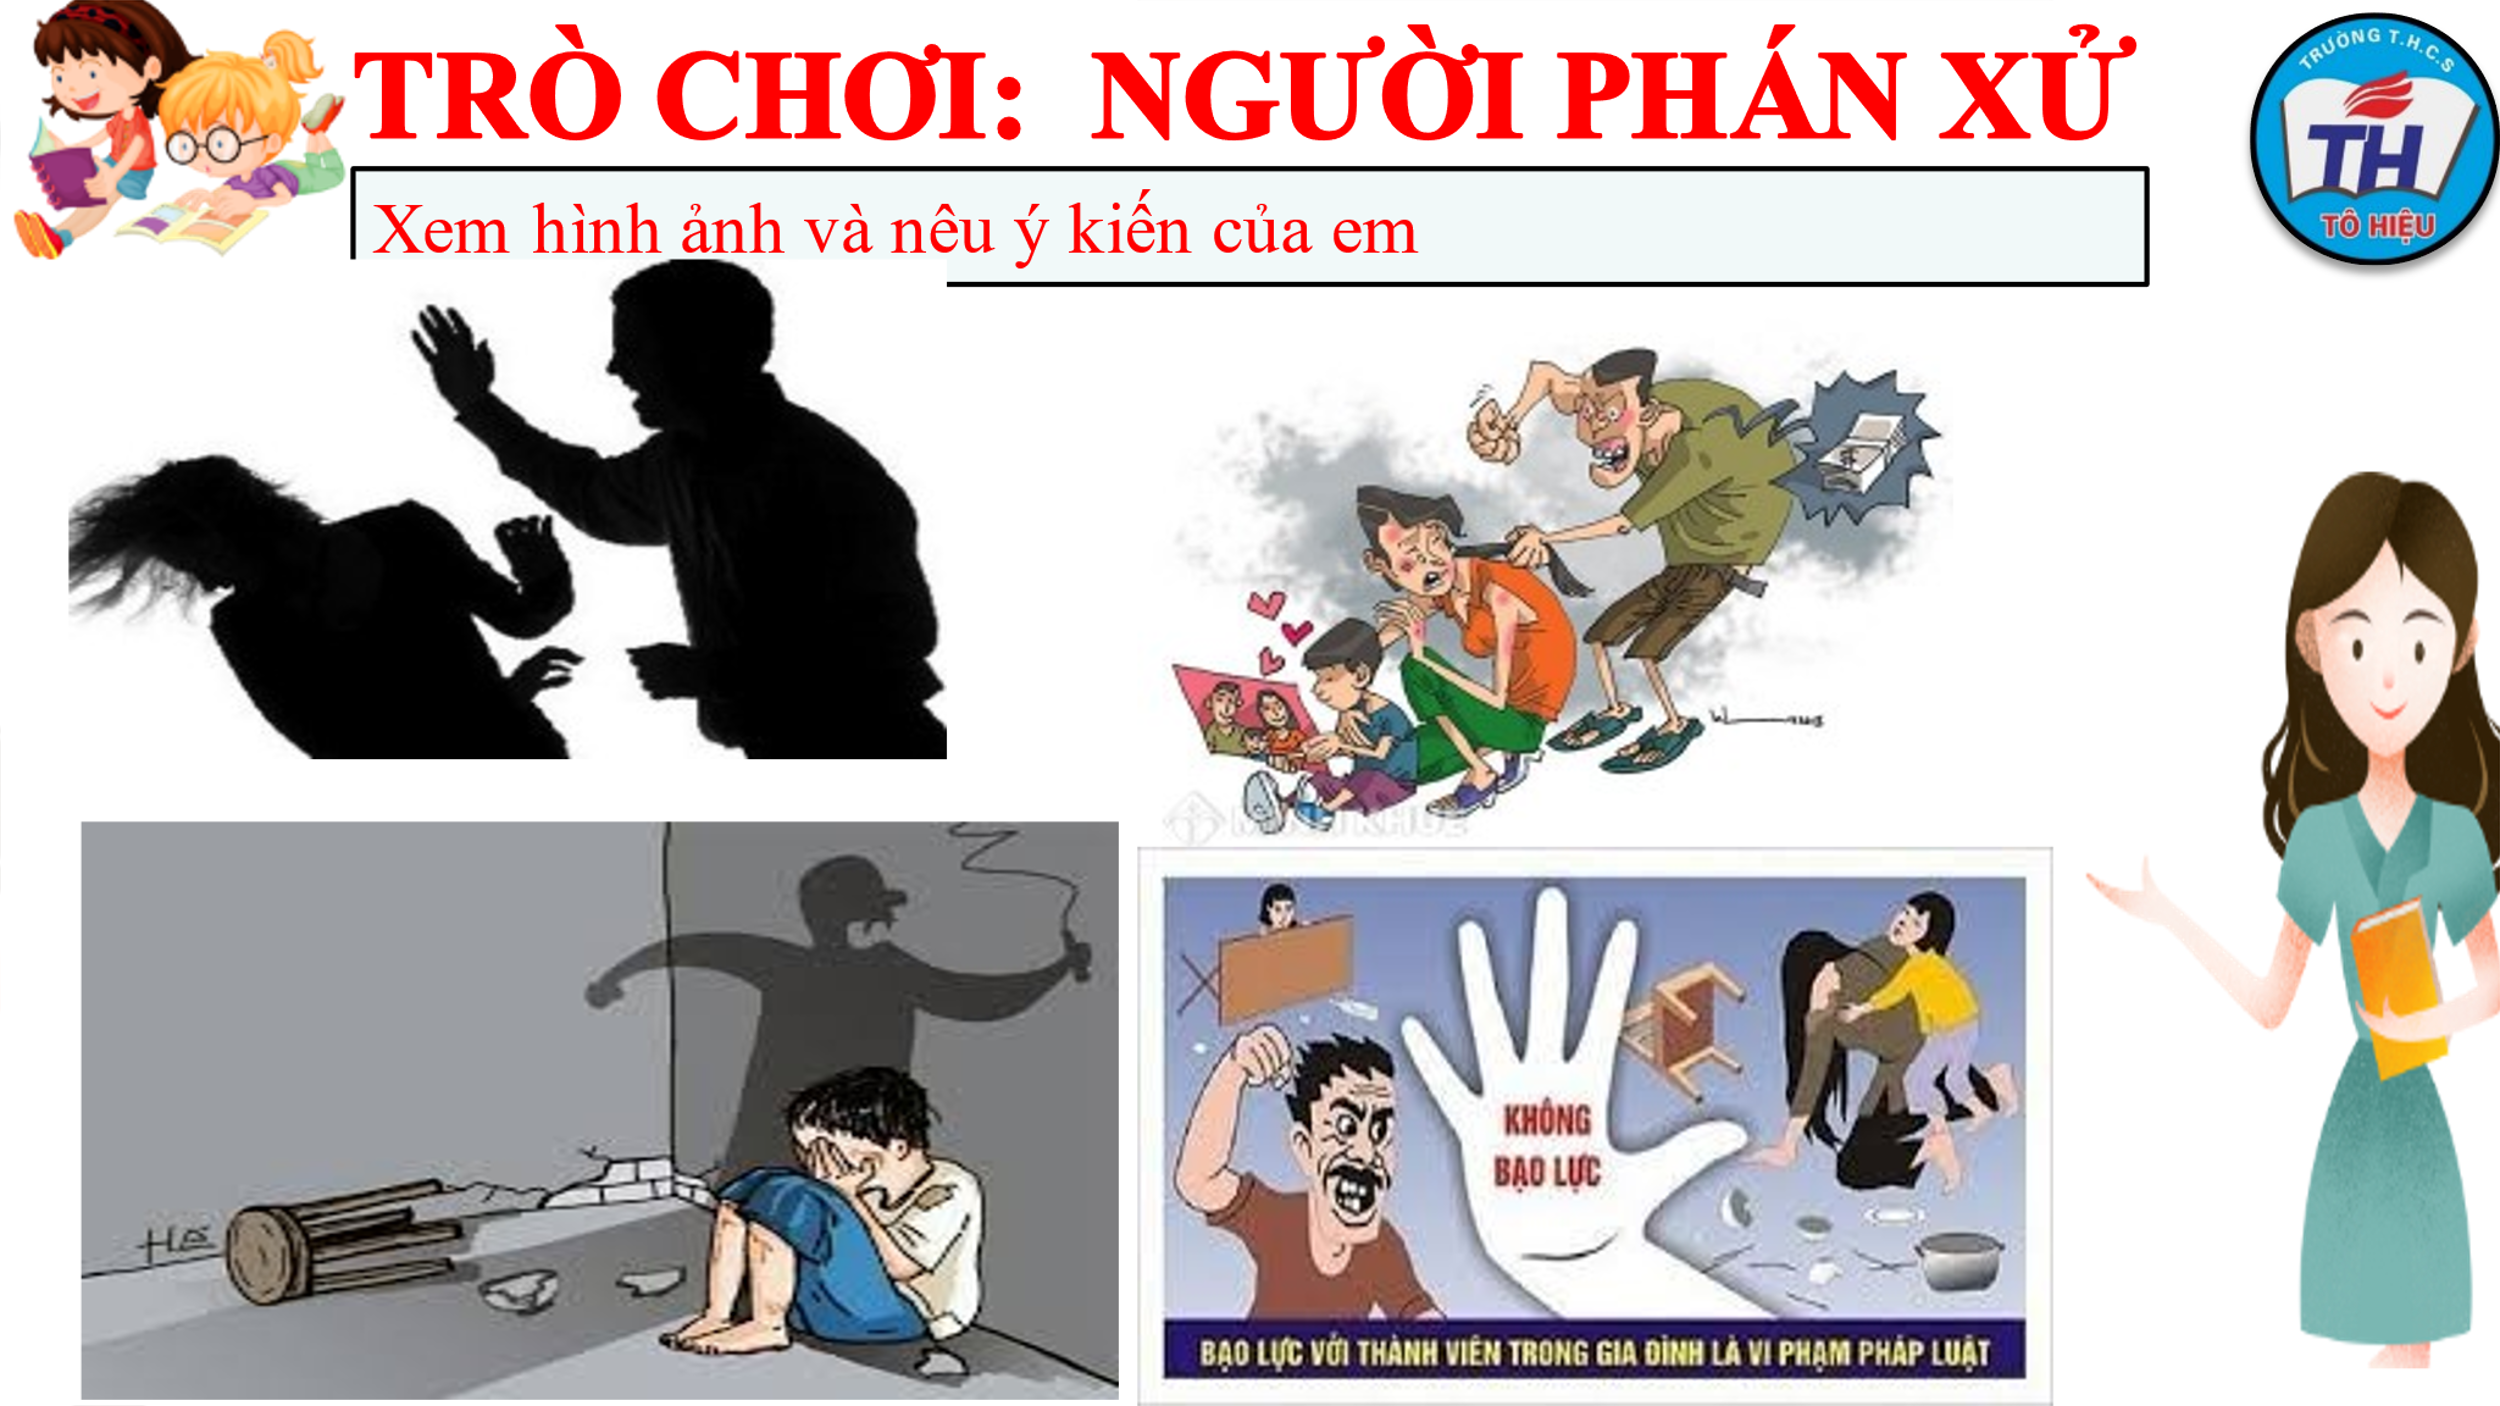 TRÒ CHƠI: NGƯỜI PHÁN XỬ
TRƯỜNG T.H.C.S
TH
TÔ HIỆU
Xem hình ảnh và nêu ý kiến của em
KHÔNG
BẠO LỰC
BẠO LỰC VỚI THÀNH VIÊN TRONG GIA ĐÌNH LÀ VI PHẠM PHÁP LUẬT